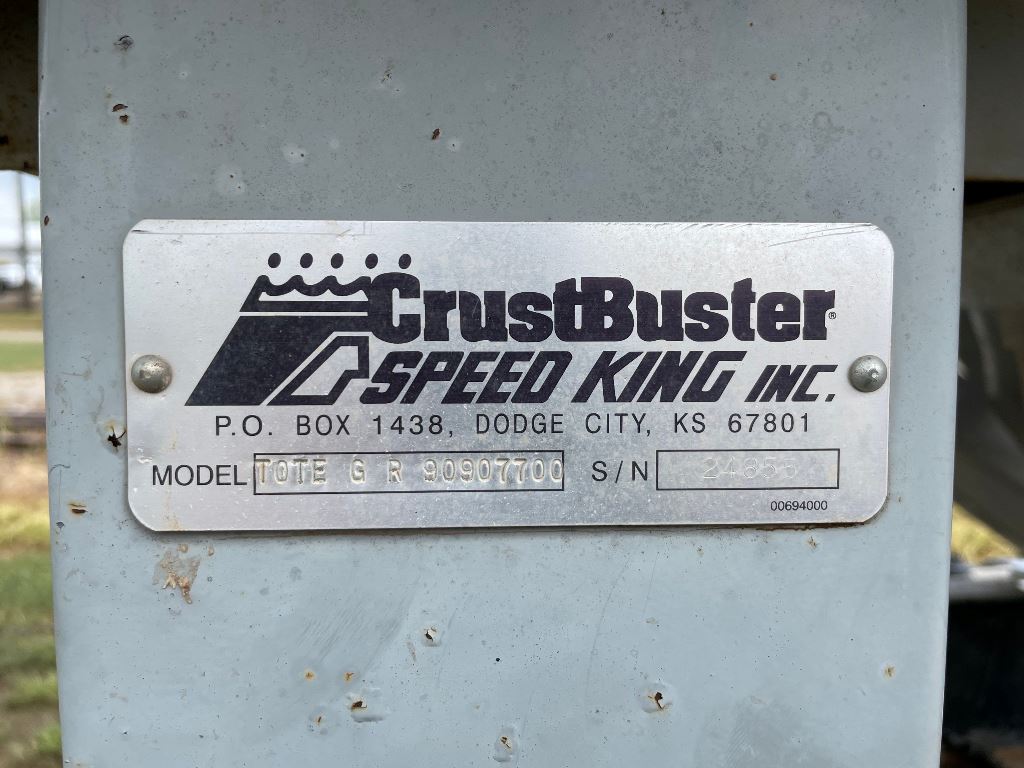 CrustBuster®
SPEED KING INC.
P.O. BOX 1438, DODGE CITY, KS 67801
MODEL TOTE G R 90907700 S/N 24855
00694000